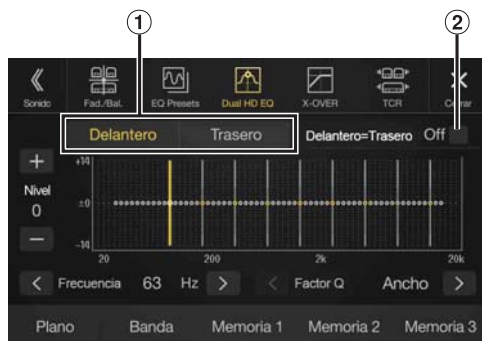 1 2
Sonido Fad./Bal. EQ Presets Dual HD EQ X-OVER TCR Cerrar
Delantero Trasero Delantero=Trasero Off
+14
Nivel
0
±0
-14
20 200 2k 20k
Frecuencia 63 Hz Factor Q Ancho
Plano Banda Memoria 1 Memoria 2 Memoria 3